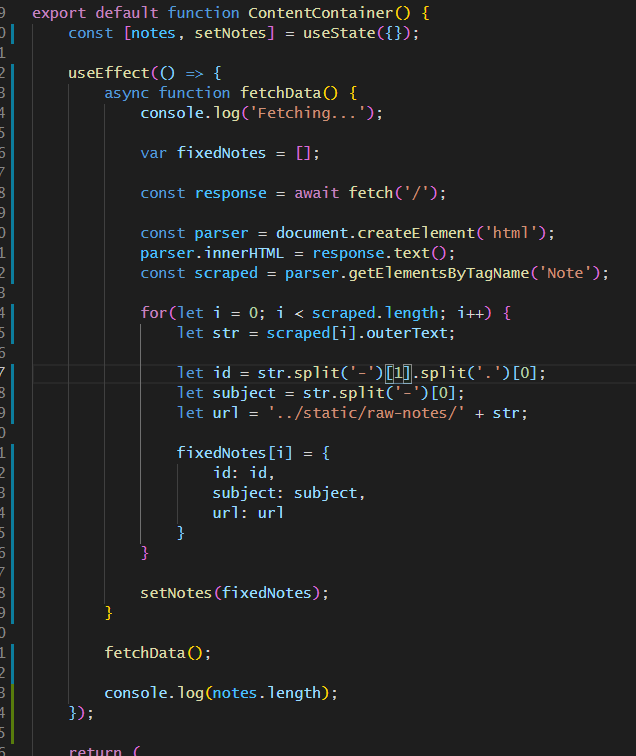 export default function ContentContainer() {
const [notes, setNotes] = useState({});
useEffect(() => {
async function fetchData() {
console.log('Fetching...');
var fixedNotes = [];
const response = await fetch('/');
const parser = document.createElement('html');
parser.innerHTML = response.text();
const scraped = parser.getElementsByTagName('Note');
for(let i = 0; i < scraped.length; i++) {
let str = scraped[i].outerText;
let id = str.split('-')[1].split('.')[0];
let subject = str.split('-')[0];
let url = '../static/raw-notes/' + str;
fixedNotes[i] = {
id: id,
subject: subject,
url: url
}
}
setNotes(fixedNotes);
}
fetchData();
console.log(notes.length);
});
return (